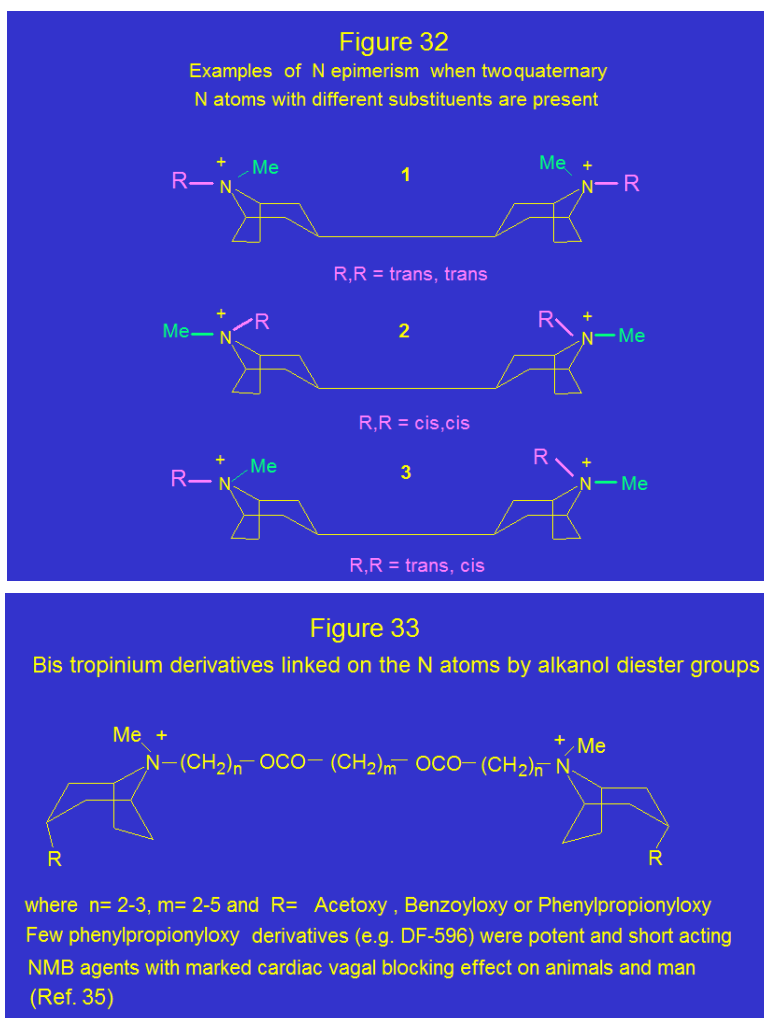 Figure 32
Examples of N epimerism when two quaternary
N atoms with different substituents are present
R N + Me 1 Me + N R
R,R = trans, trans
Me N + R 2 R + N Me
R,R = cis,cis
R N + Me 3 R + N Me
R,R = trans, cis
Figure 33
Bis tropinium derivatives linked on the N atoms by alkanol diester groups
Me + + Me
N–(CH2)n– OCO– (CH2)m– OCO– (CH2)n– N
R R
where n= 2-3, m= 2-5 and R= Acetoxy , Benzoyloxy or Phenylpropionyloxy
Few phenylpropionyloxy derivatives (e.g. DF-596) were potent and short acting
NMB agents with marked cardiac vagal blocking effect on animals and man
(Ref. 35)